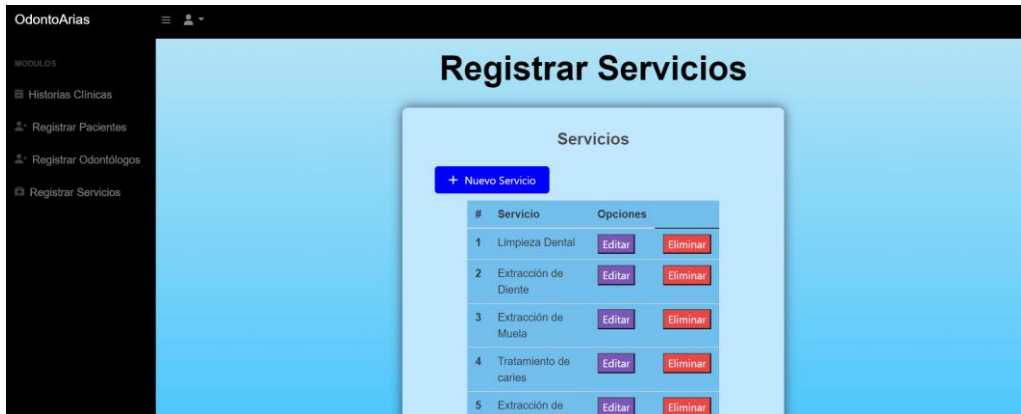 OdontoArias
MODULOS
Historias Clínicas
Registrar Pacientes
Registrar Odontólogos
Registrar Servicios
Registrar Servicios
Servicios
+ Nuevo Servicio
# Servicio Opciones
1 Limpieza Dental Editar Eliminar
2 Extracción de Editar Eliminar
Diente
3 Extracción de Editar Eliminar
Muela
4 Tratamiento de Editar Eliminar
caries
5 Extracción de Editar Eliminar